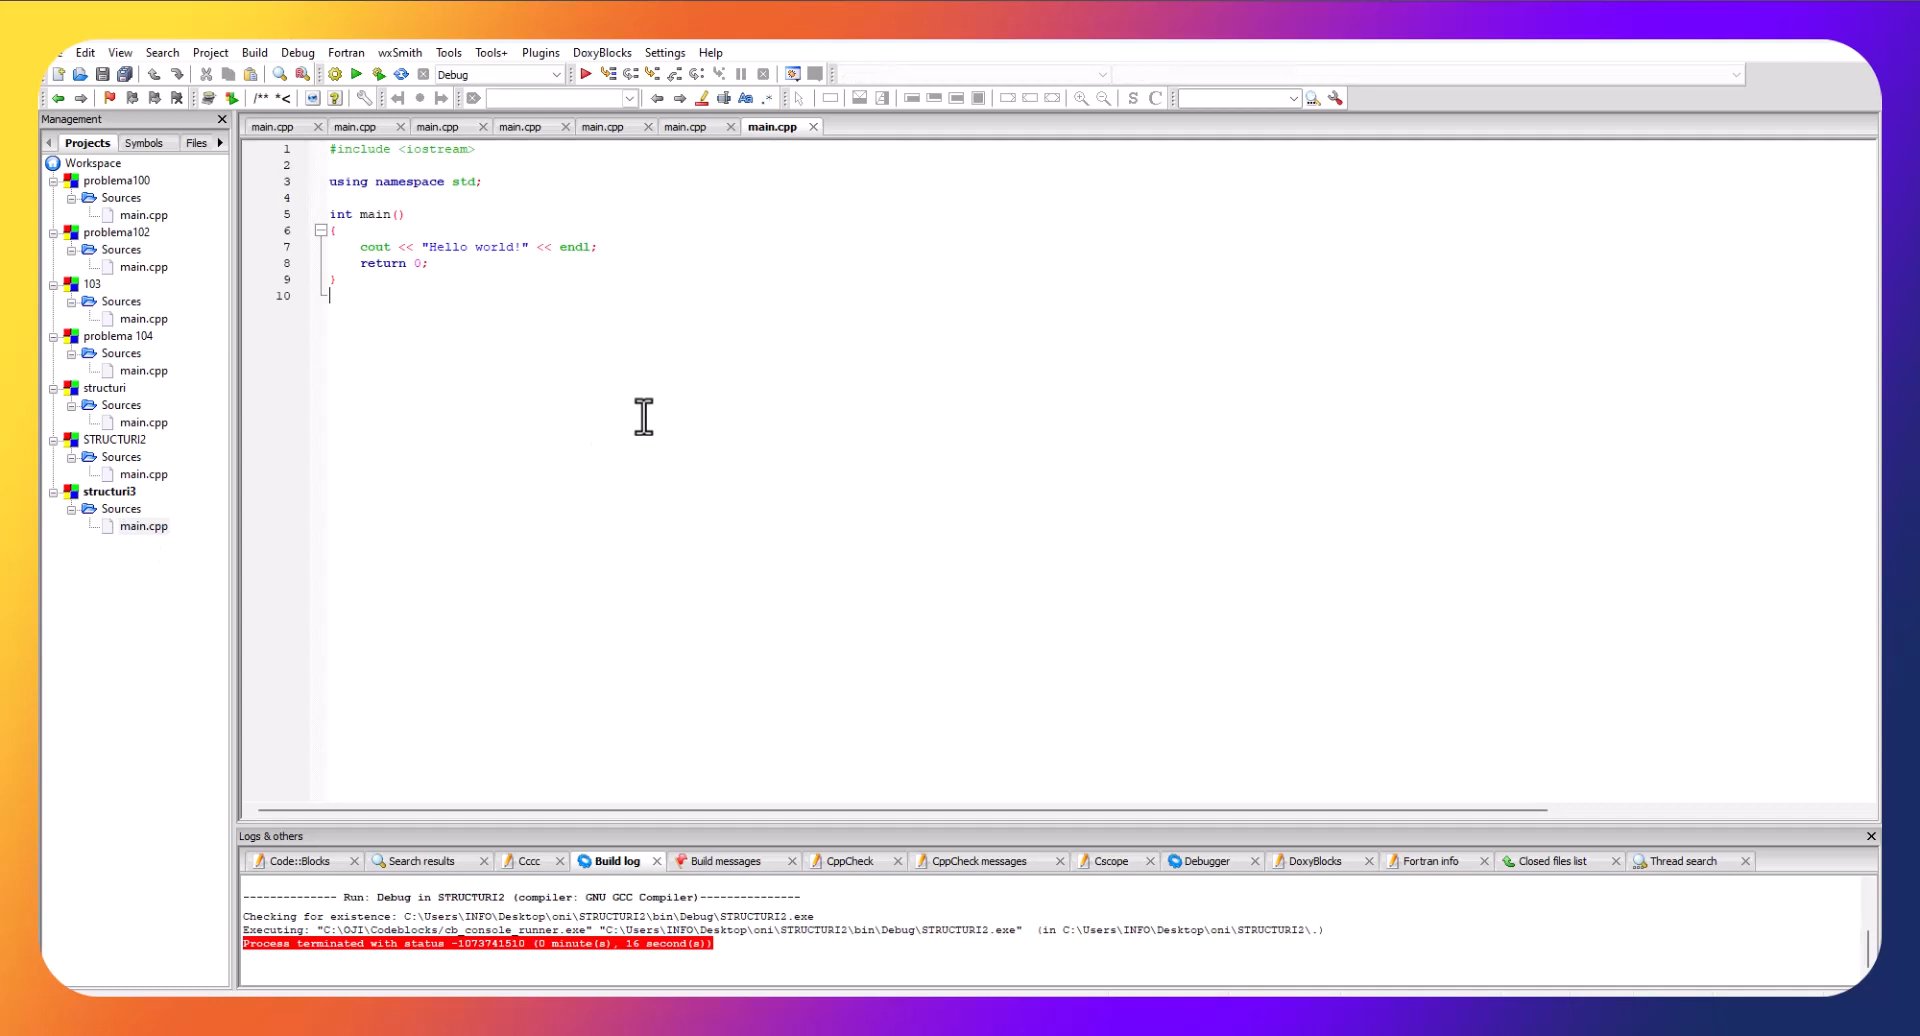 Edit View Search Project Build Debug Fortran wxSmith Tools Tools+ Plugins DoxyBlocks Settings Help
Debug
/** *<
S C
Management
Projects Symbols Files
Workspace
problema100
Sources
main.cpp
problema102
Sources
main.cpp
103
Sources
main.cpp
problema 104
Sources
main.cpp
structuri
Sources
main.cpp
STRUCTURI2
Sources
main.cpp
structuri3
Sources
main.cpp
main.cpp main.cpp main.cpp main.cpp main.cpp main.cpp main.cpp
1 #include <iostream>
2
3 using namespace std;
4
5 int main()
6 {
7 cout << "Hello world!" << endl;
8 return 0;
9 }
10
Logs & others
Code::Blocks Search results Cccc Build log Build messages CppCheck CppCheck messages Cscope Debugger DoxyBlocks Fortran info Closed files list Thread search
-------------- Run: Debug in STRUCTURI2 (compiler: GNU GCC Compiler)---------------
Checking for existence: C:\Users\INFO\Desktop\oni\STRUCTURI2\bin\Debug\STRUCTURI2.exe
Executing: "C:\OJI\Codeblocks/cb_console_runner.exe" "C:\Users\INFO\Desktop\oni\STRUCTURI2\bin\Debug\STRUCTURI2.exe" (in C:\Users\INFO\Desktop\oni\STRUCTURI2\.)
Process terminated with status -1073741510 (0 minute(s), 16 second(s))